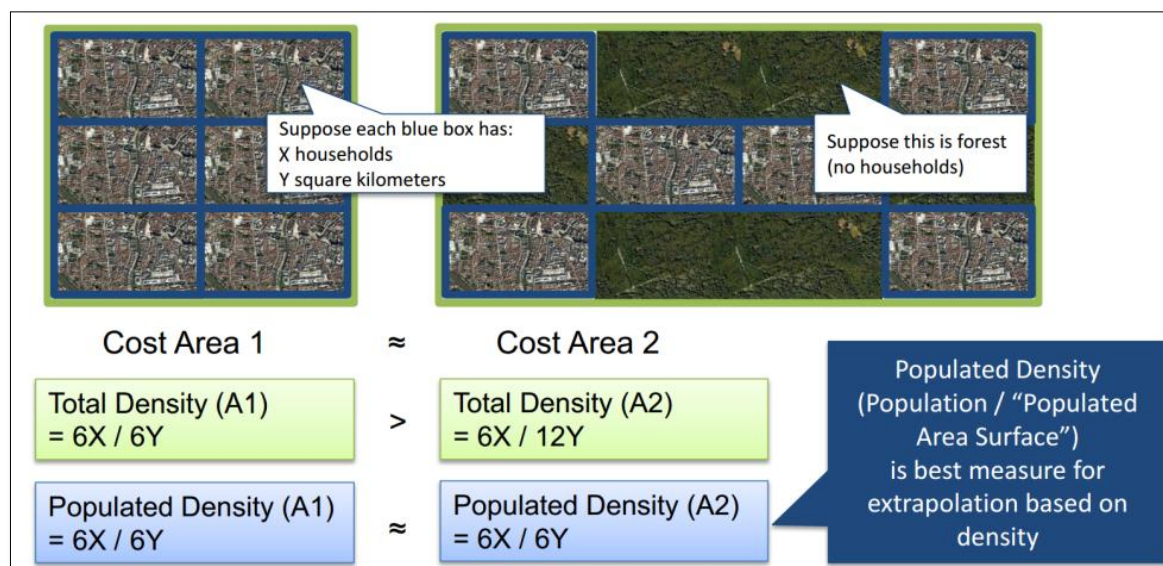 Suppose each blue box has:
X households
Y square kilometers
Suppose this is forest
(no households)
Cost Area 1 ≈ Cost Area 2
Total Density (A1)
= 6X / 6Y
>
Total Density (A2)
= 6X / 12Y
Populated Density (A1)
= 6X / 6Y
≈
Populated Density (A2)
= 6X / 6Y
Populated Density
(Population / “Populated
Area Surface”)
is best measure for
extrapolation based on
density